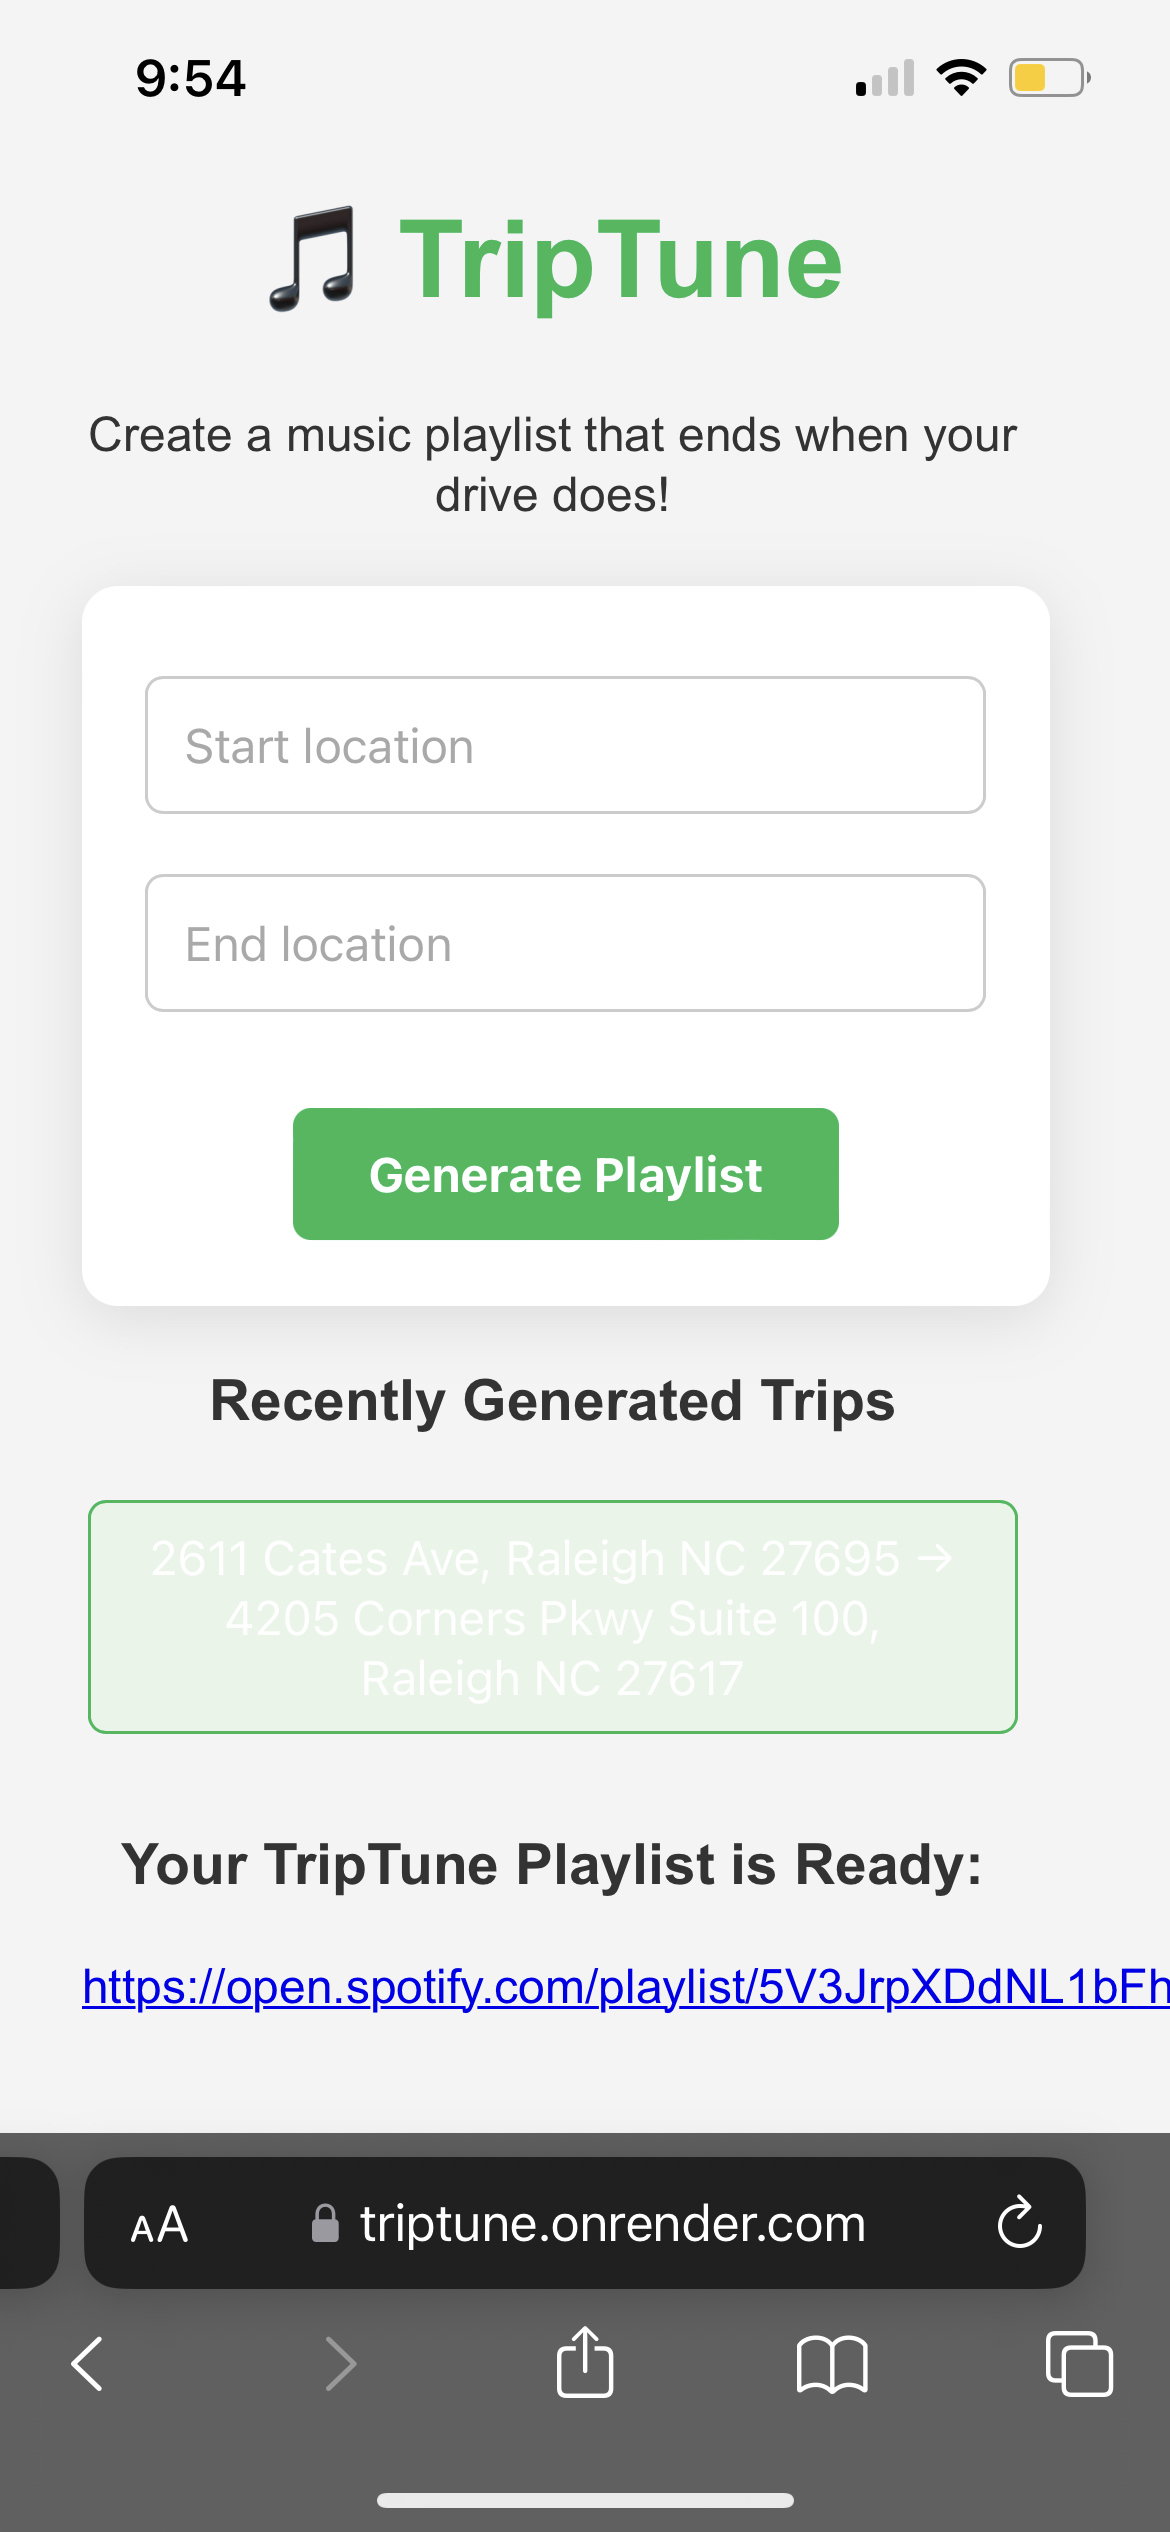 9:54
🎵 TripTune
Create a music playlist that ends when your
drive does!
Start location
End location
Generate Playlist
Recently Generated Trips
2611 Cates Ave, Raleigh NC 27695 →
4205 Corners Pkwy Suite 100,
Raleigh NC 27617
Your TripTune Playlist is Ready:
https://open.spotify.com/playlist/5V3JrpXDdNL1bFh
AA triptune.onrender.com